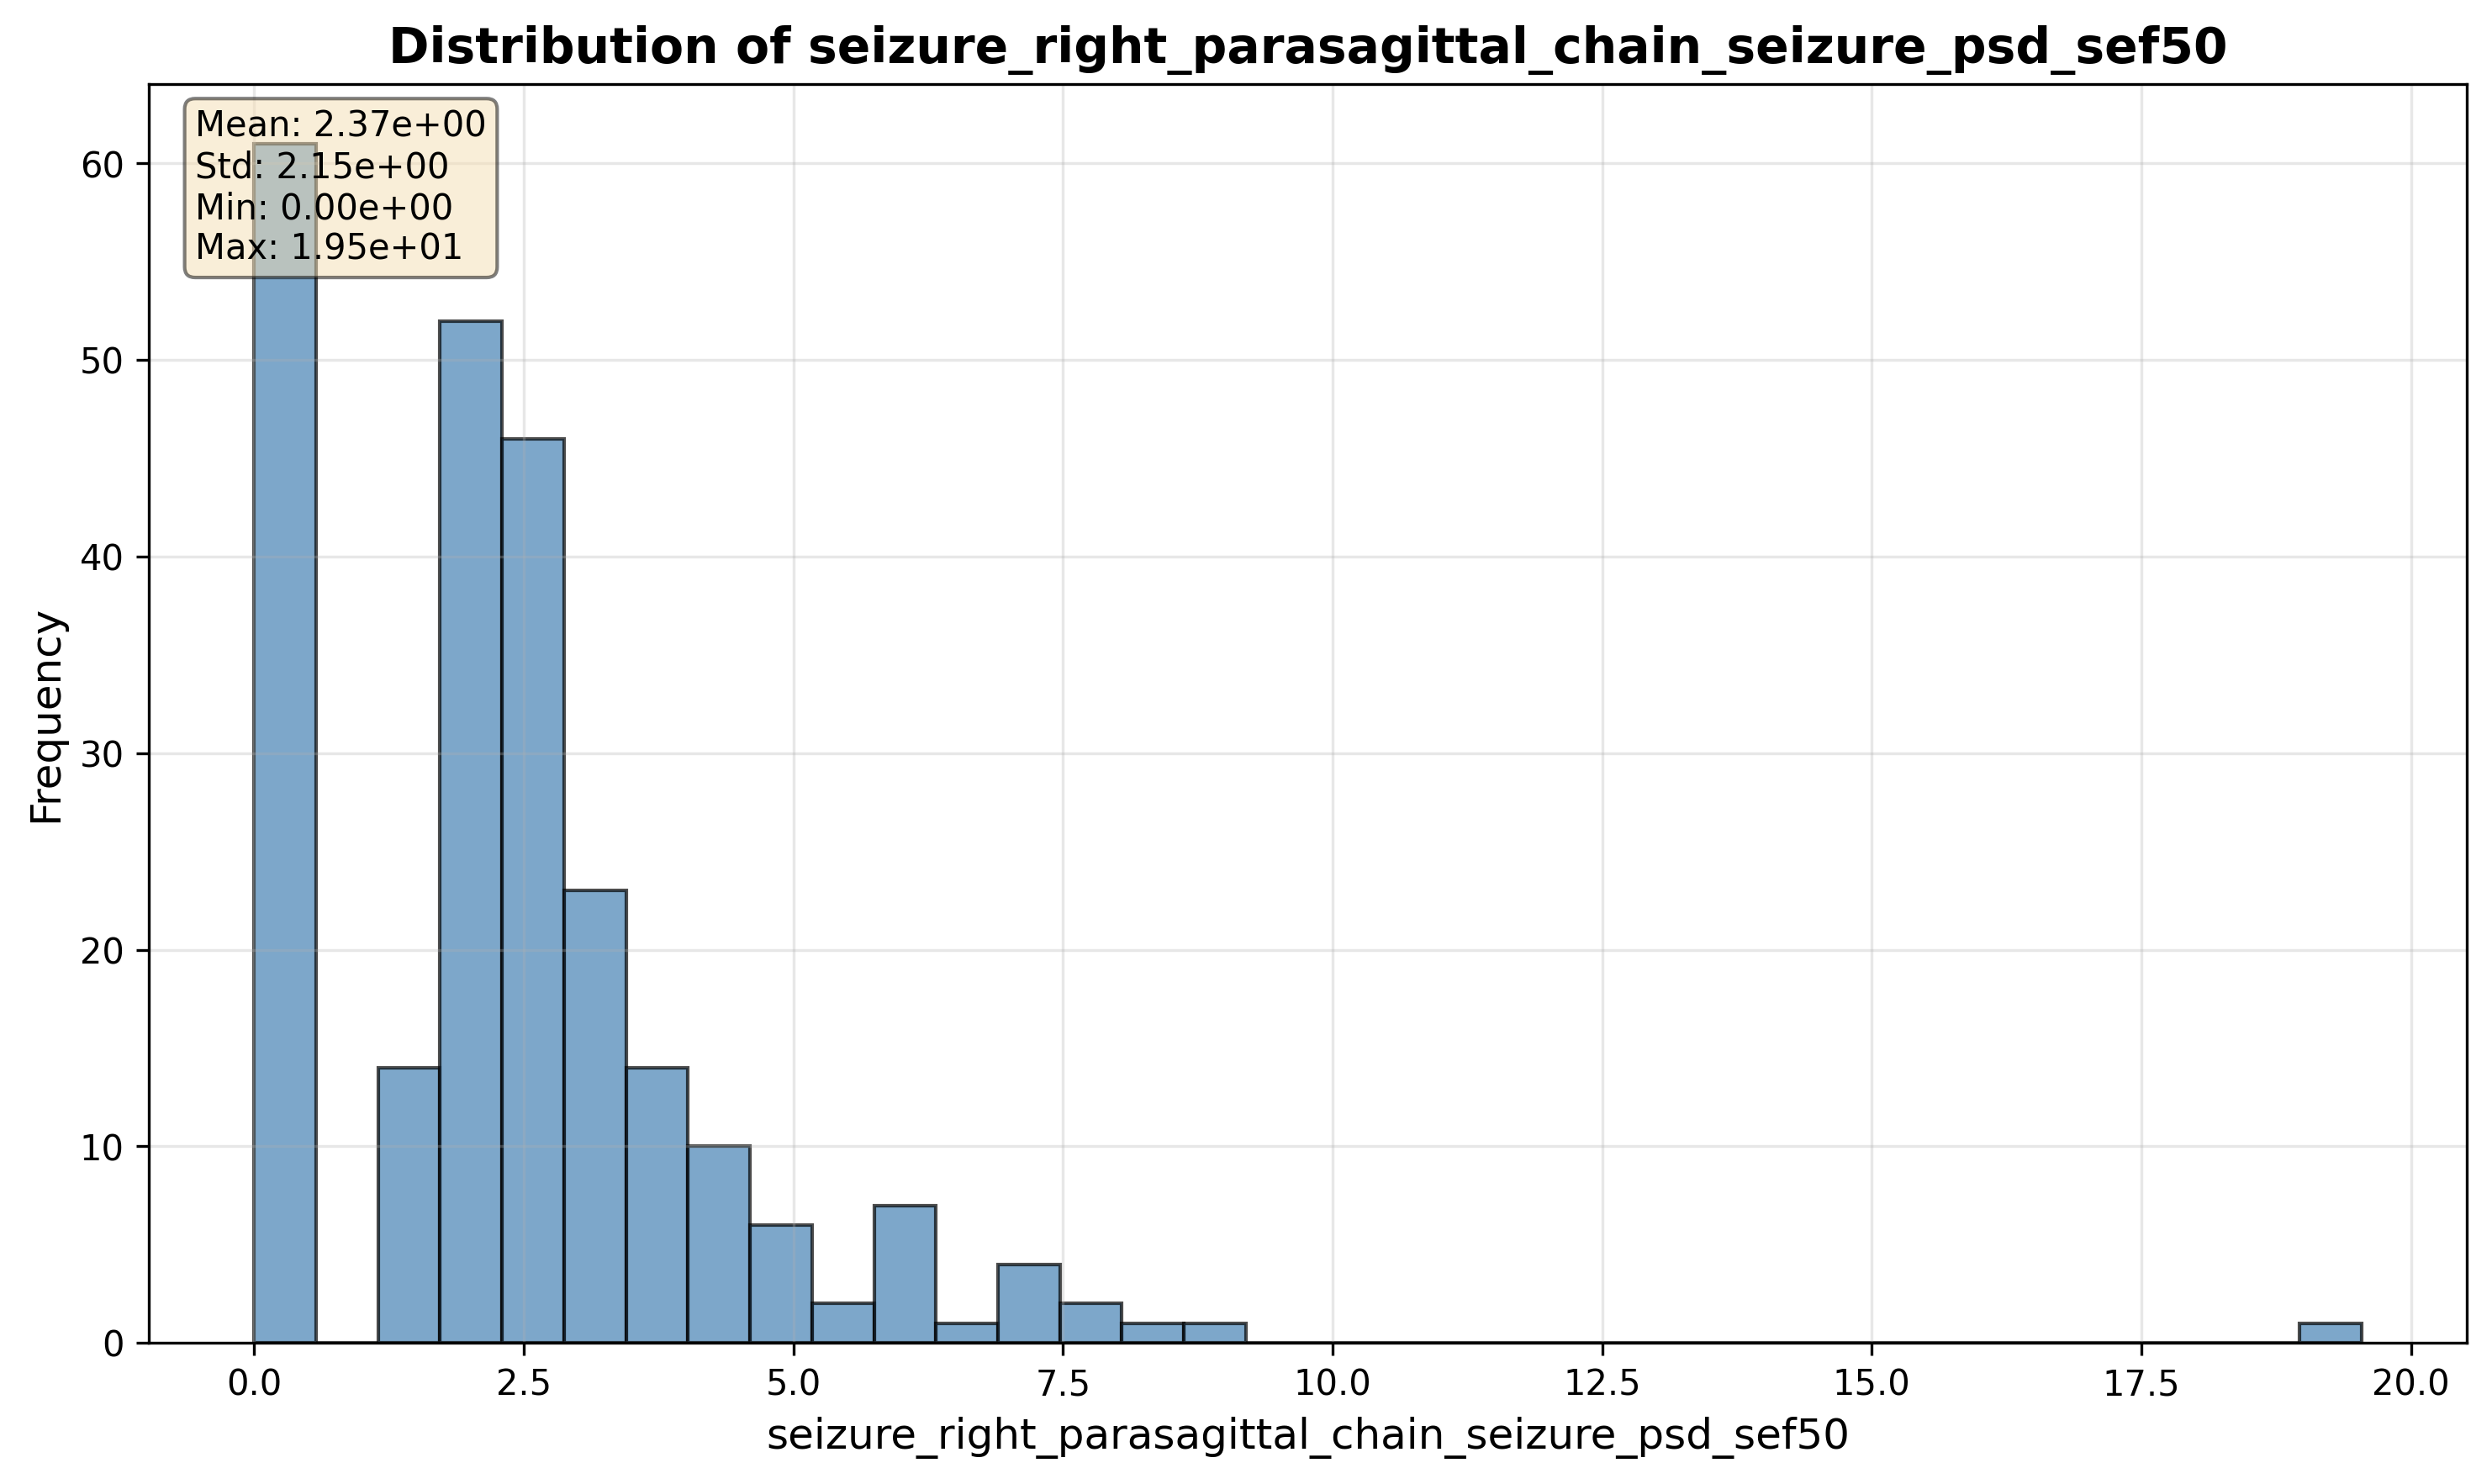 Distribution of seizure_right_parasagittal_chain_seizure_psd_sef50
Mean: 2.37e+00
Std: 2.15e+00
Min: 0.00e+00
Max: 1.95e+01
60
50
40
30
20
10
0
Frequency
0.0 2.5 5.0 7.5 10.0 12.5 15.0 17.5 20.0
seizure_right_parasagittal_chain_seizure_psd_sef50